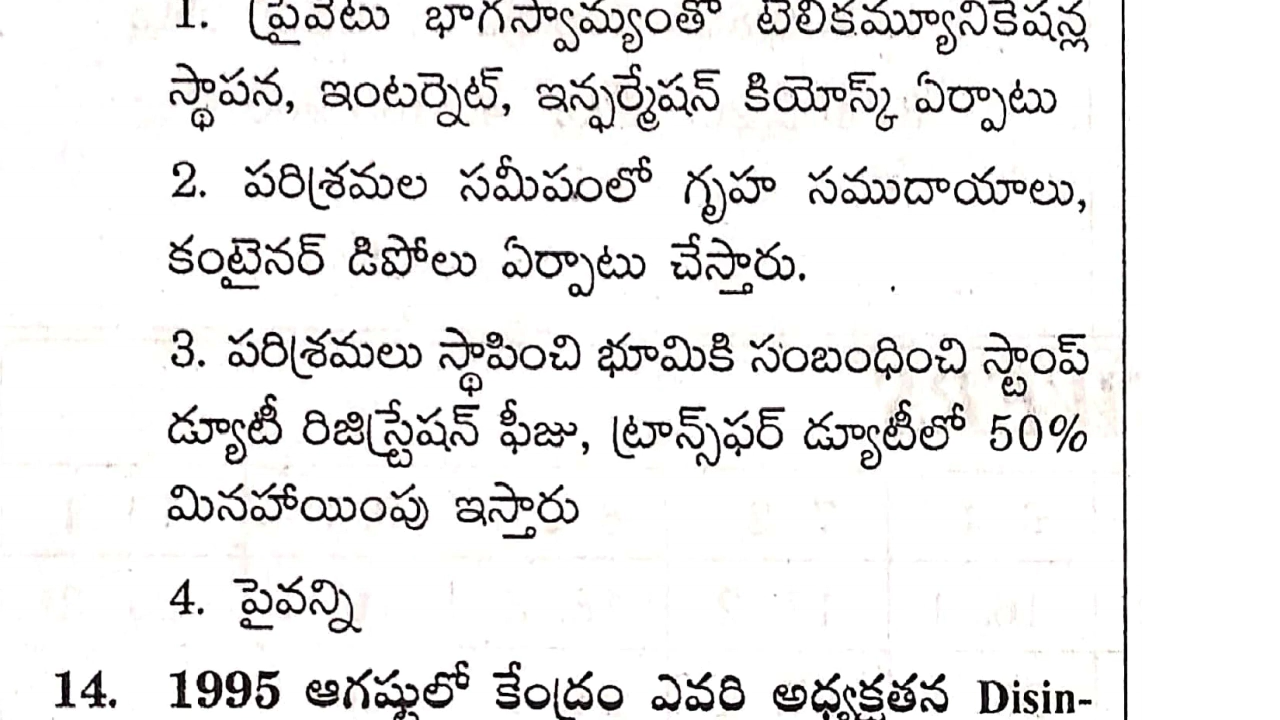 1. ప్రైవేటు భాగస్వామ్యంతో టెలికమ్యూనికేషన్ల
స్థాపన, ఇంటర్నెట్, ఇన్ఫర్మేషన్ కియోస్క్ ఏర్పాటు
2. పరిశ్రమల సమీపంలో గృహ సముదాయాలు,
కంటైనర్ డిపోలు ఏర్పాటు చేస్తారు.
3. పరిశ్రమలు స్థాపించి భూమికి సంబంధించి స్టాంప్
డ్యూటీ రిజిస్ట్రేషన్ ఫీజు, ట్రాన్స్‌ఫర్ డ్యూటీలో 50%
మినహాయింపు ఇస్తారు
4. పైవన్ని
14. 1995 ఆగష్టులో కేంద్రం ఎవరి అధ్యక్షతన Disin-